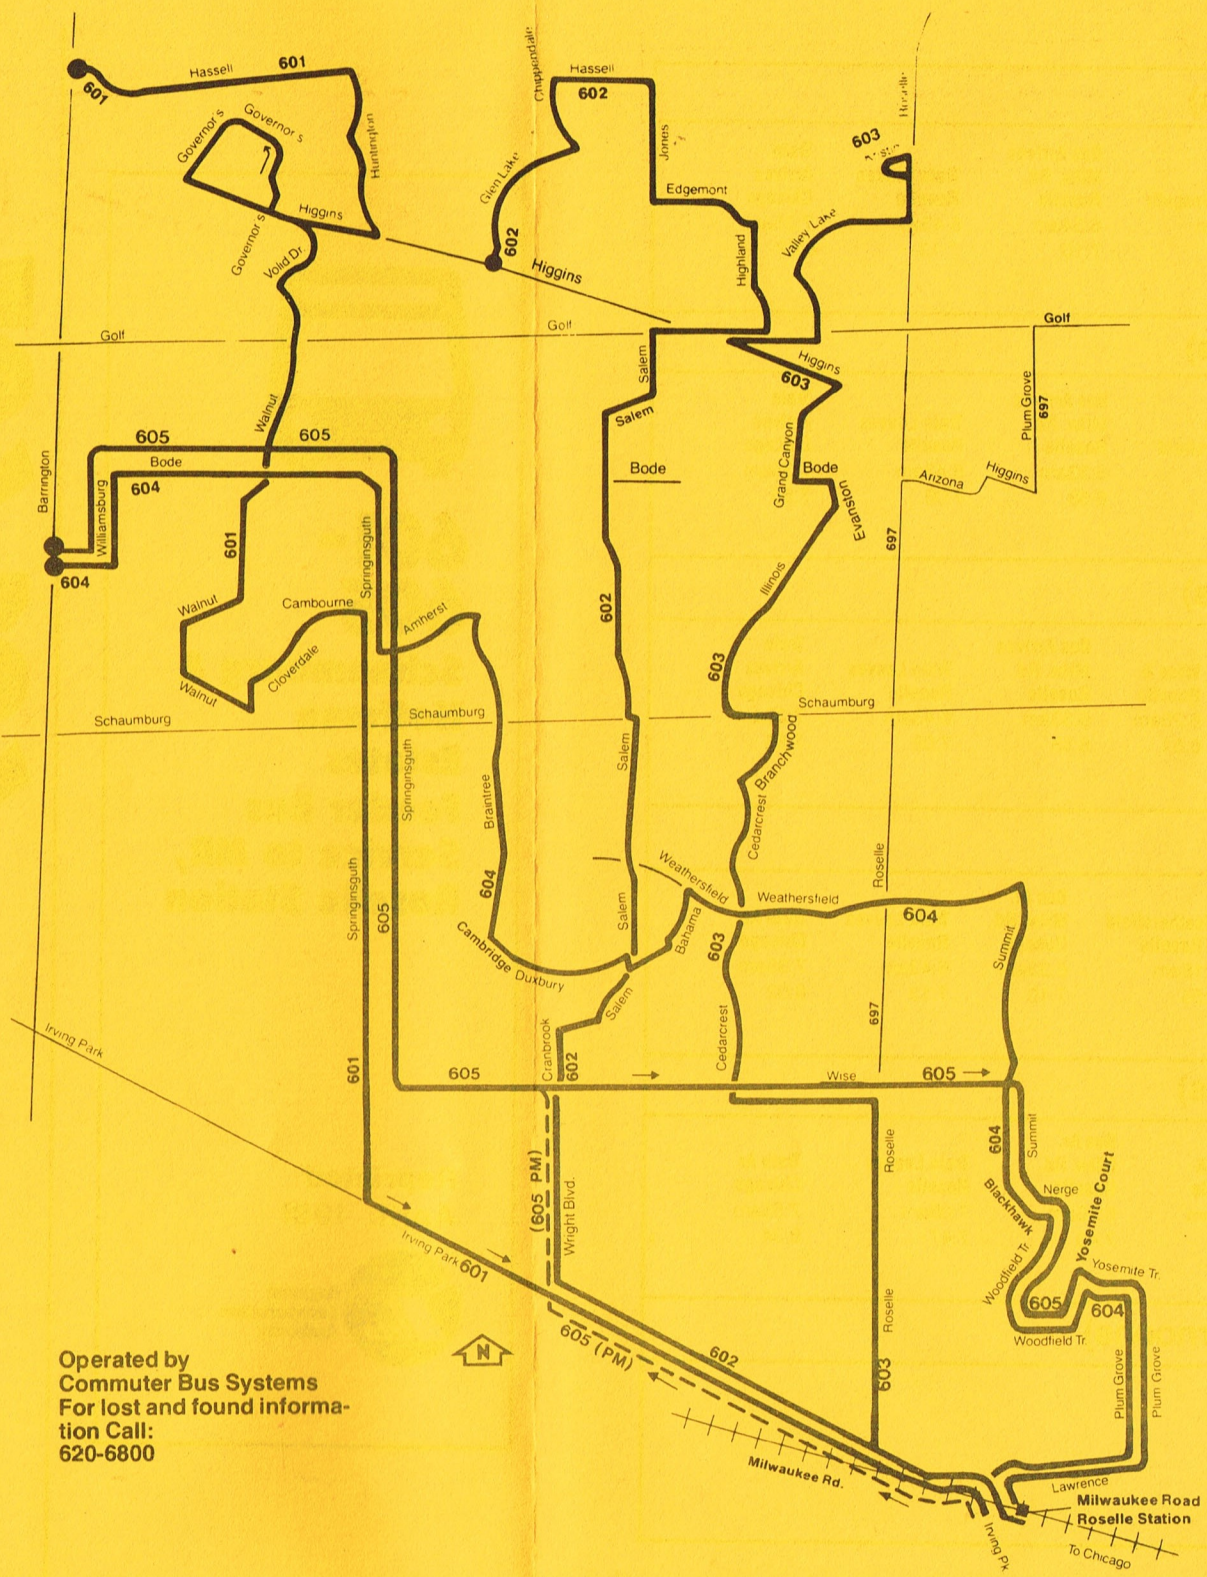 Hassell
601
601
Huntington
Governor's
Governor's
Governor's
Higgins
Volid Dr.
Golf
Walnut
Chippendale
Hassell
602
Jones
Glen Lake
602
Higgins
Edgemont
Highland
Golf
Salem
Salem
603
Roselle
Valley Lake
Higgins
603
Golf
Plum Grove
697
Grand Canyon
Bode
Bode
Evanston
Arizona
Higgins
697
Barrington
605
605
Bode
604
Williamsburg
604
601
Springinsguth
Walnut
Walnut
Cambourne
Cloverdale
Amherst
602
Illinois
603
Schaumburg
Schaumburg
Schaumburg
Springinsguth
Braintree
Salem
Branchwood
Cedarcrest
Springinsguth
605
604
Salem
Weathersfield
Weathersfield
Roselle
604
Bahama
603
Summit
Cambridge
Duxbury
Salem
Cedarcrest
697
Irving Park
601
605
Cranbrook
602
Wise
605
(605 PM)
Wright Blvd.
Roselle
604
Summit
Blackhawk
Nerge
Yosemite Court
Irving Park
601
Woodfield Tr.
605
Yosemite Tr.
604
Woodfield Tr.
605 (PM)
602
Roselle
603
Plum Grove
Plum Grove
N
Milwaukee Rd.
Lawrence
Milwaukee Road
Roselle Station
Irving Pk
To Chicago
Operated by
Commuter Bus Systems
For lost and found informa-
tion Call:
620-6800